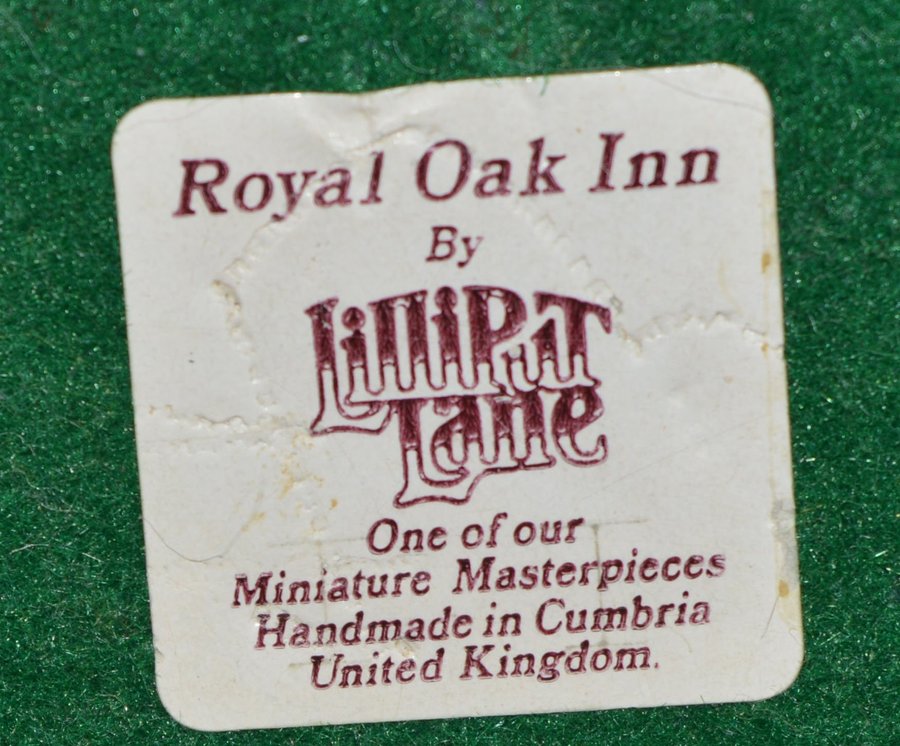 Royal Oak Inn
By
LilliPuT
Lane
One of our
Miniature Masterpieces
Handmade in Cumbria
United Kingdom.